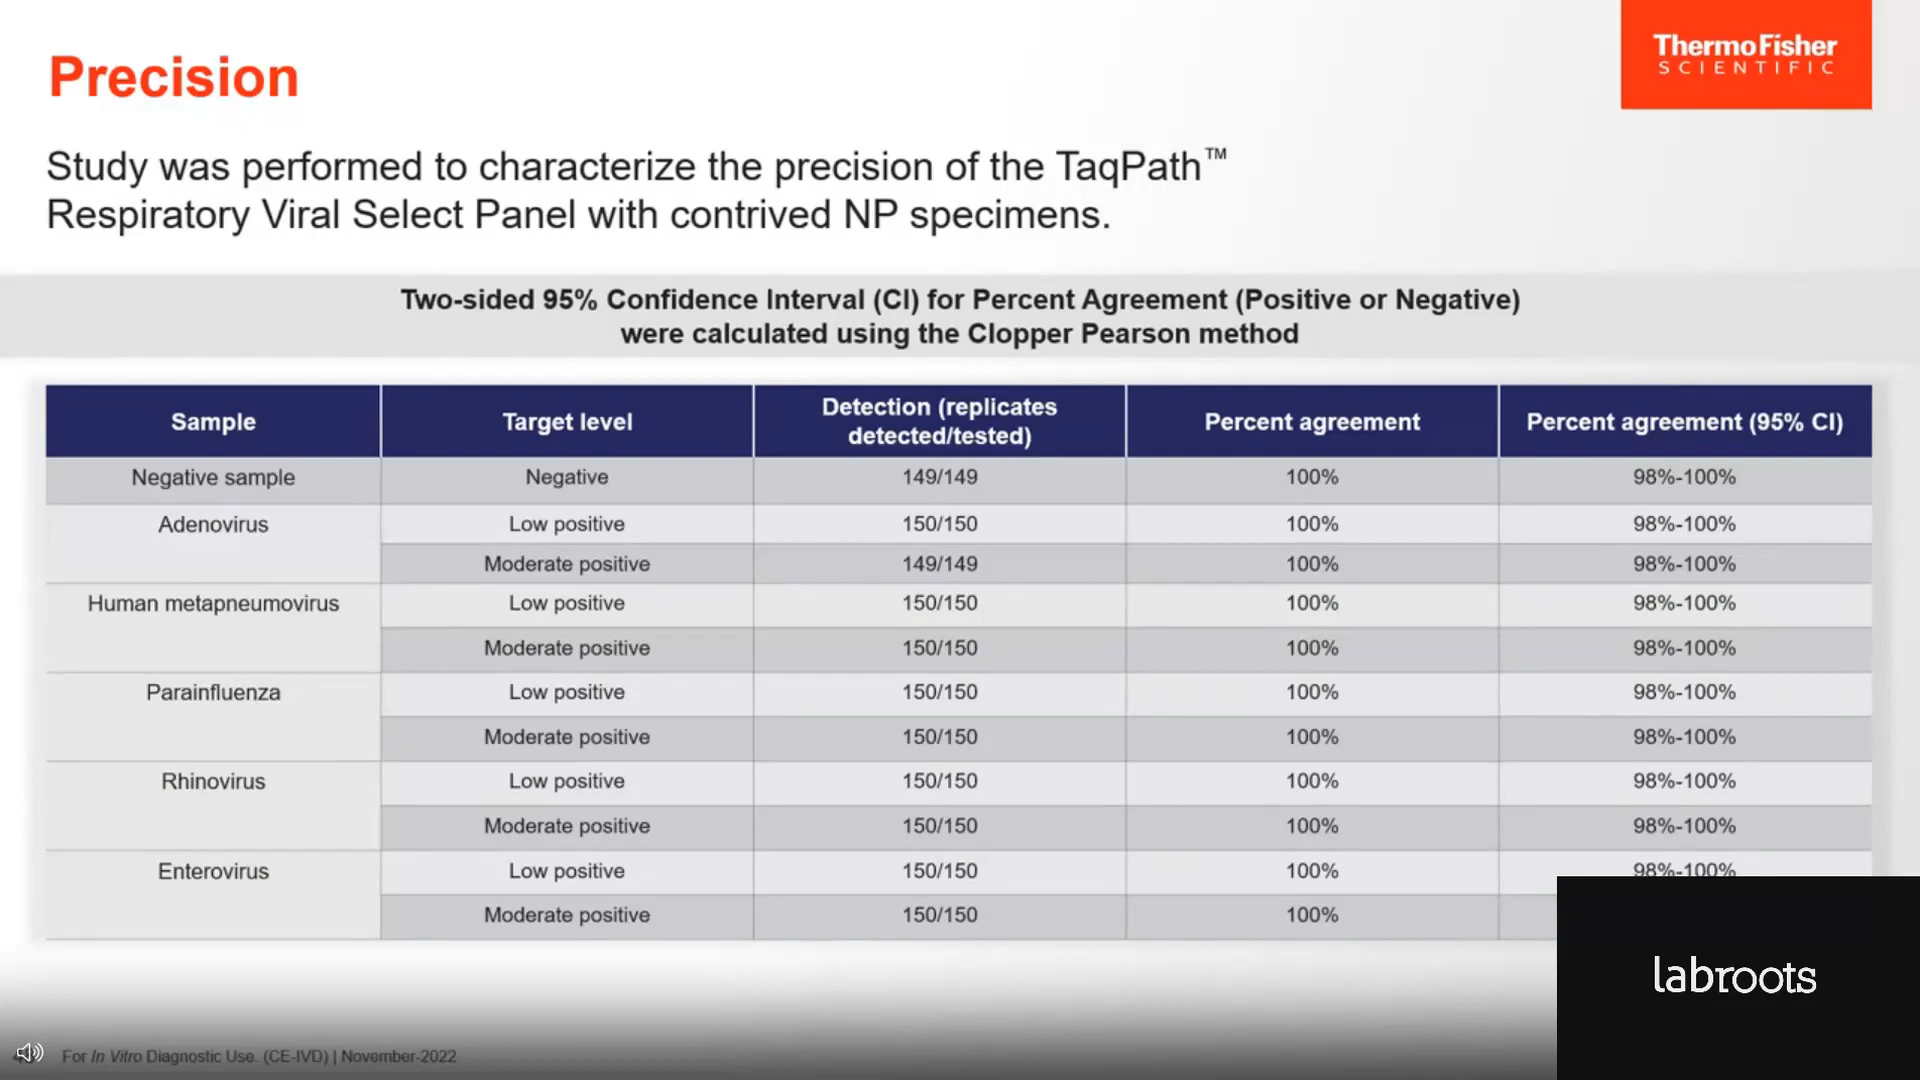 ThermoFisher
SCIENTIFIC
Precision
Study was performed to characterize the precision of the TaqPath™
Respiratory Viral Select Panel with contrived NP specimens.
Two-sided 95% Confidence Interval (CI) for Percent Agreement (Positive or Negative)
were calculated using the Clopper Pearson method
Sample Target level Detection (replicates detected/tested) Percent agreement Percent agreement (95% CI)
Negative sample Negative 149/149 100% 98%-100%
Adenovirus Low positive 150/150 100% 98%-100%
Moderate positive 149/149 100% 98%-100%
Human metapneumovirus Low positive 150/150 100% 98%-100%
Moderate positive 150/150 100% 98%-100%
Parainfluenza Low positive 150/150 100% 98%-100%
Moderate positive 150/150 100% 98%-100%
Rhinovirus Low positive 150/150 100% 98%-100%
Moderate positive 150/150 100% 98%-100%
Enterovirus Low positive 150/150 100% 98%-100%
Moderate positive 150/150 100%
labroots
For In Vitro Diagnostic Use. (CE-IVD) | November-2022